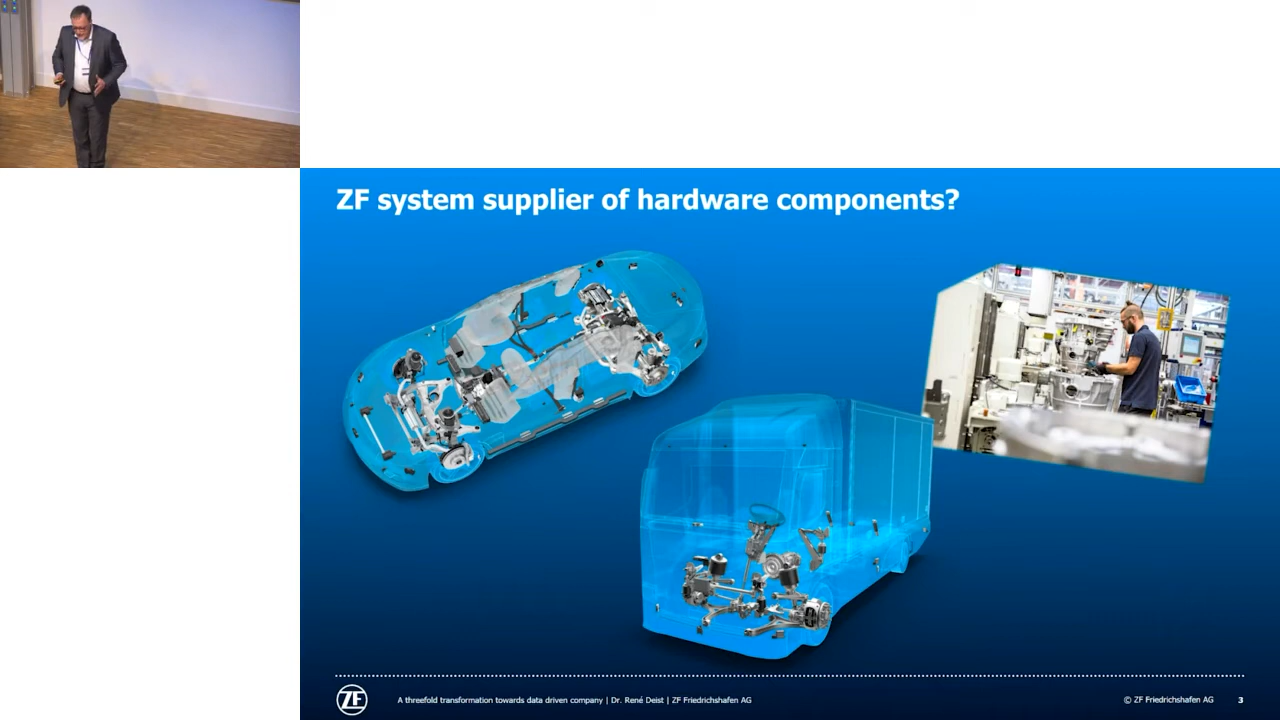 ZF system supplier of hardware components?
ZF
A threefold transformation towards data driven company | Dr. René Deist | ZF Friedrichshafen AG
© ZF Friedrichshafen AG
3